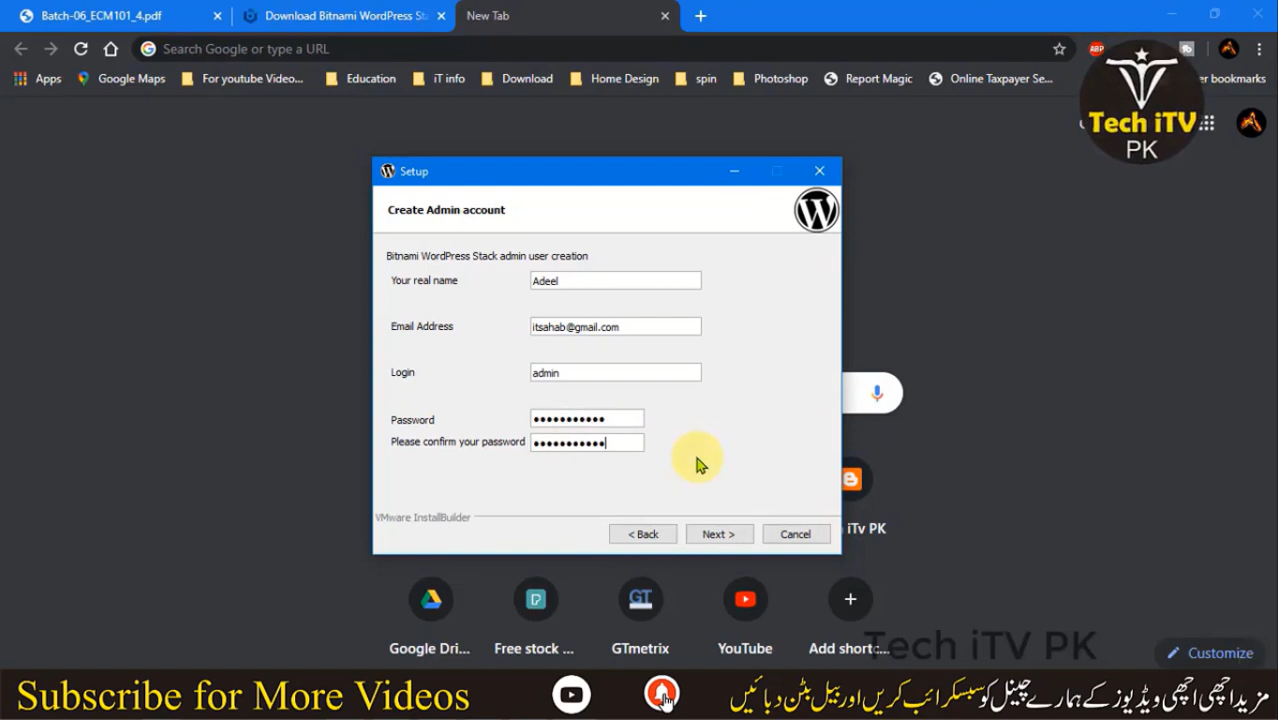 Batch-06_ECM101_4.pdf
Download Bitnami WordPress Sta
New Tab
Search Google or type a URL
ABP
Apps
Google Maps
For youtube Video...
Education
iT info
Download
Home Design
spin
Photoshop
Report Magic
Online Taxpayer Se...
er bookmarks
Tech iTV
PK
Setup
Create Admin account
Bitnami WordPress Stack admin user creation
Your real name
Adeel
Email Address
itsahab@gmail.com
Login
admin
Password
Please confirm your password
VMware InstallBuilder
< Back
Next >
Cancel
iTv PK
GT
Google Dri...
Free stock ...
GTmetrix
YouTube
Add shortc...
Tech iTV PK
Customize
Subscribe for More Videos
مزید اچھی اچھی ویڈیوز کے ہمارے چینل کو سبسکرائب کریں اور بیل بٹن دبائیں